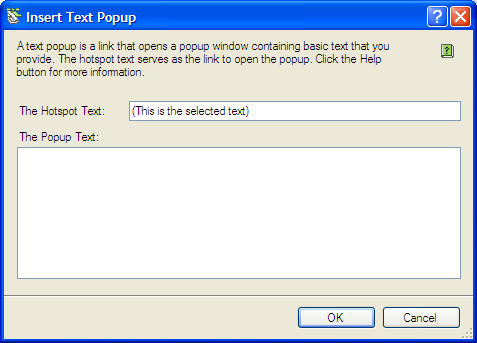 Insert Text Popup
A text popup is a link that opens a popup window containing basic text that you
provide. The hotspot text serves as the link to open the popup. Click the Help
button for more information.
The Hotspot Text: (This is the selected text)
The Popup Text:
OK Cancel